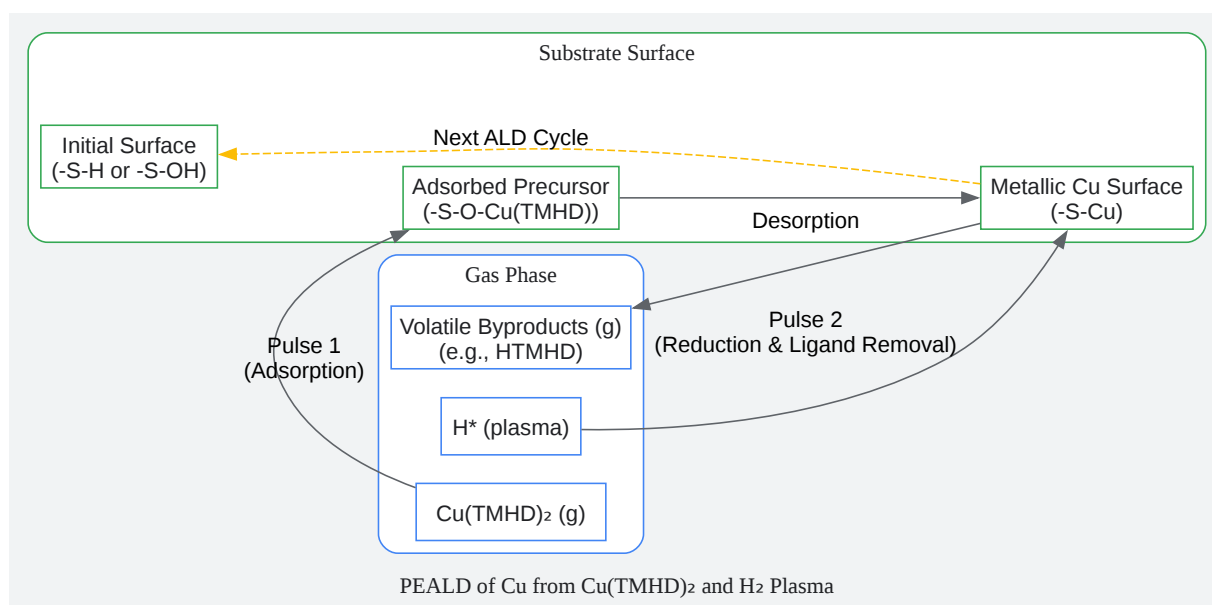 Substrate Surface
Next ALD Cycle
Initial Surface
(-S-H or -S-OH)
Adsorbed Precursor
(-S-O-Cu(TMHD))
Metallic Cu Surface
(-S-Cu)
Desorption
Gas Phase
Volatile Byproducts (g)
(e.g., HTMHD)
Pulse 1
(Adsorption)
Pulse 2
(Reduction & Ligand Removal)
H* (plasma)
Cu(TMHD)₂ (g)
PEALD of Cu from Cu(TMHD)₂ and H₂ Plasma